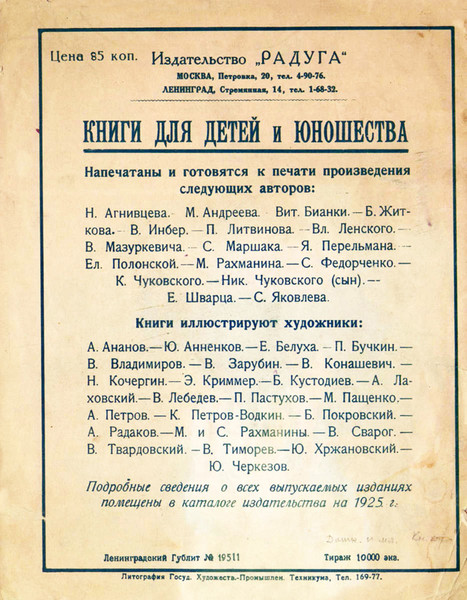 Цена 85 коп. Издательство „РАДУГА“
МОСКВА, Петровка, 20, тел. 4-90-76.
ЛЕНИНГРАД, Стремянная, 14, тел. 1-68-32.
КНИГИ ДЛЯ ДЕТЕЙ и ЮНОШЕСТВА
Напечатаны и готовятся к печати произведения
следующих авторов:
Н. Агнивцева. М. Андреева. Вит. Бианки.—Б. Жит-
кова.—В. Инбер.—П. Литвинова.—Вл. Ленского.—
В. Мазуркевича.—С. Маршака.—Я. Перельмана.—
Ел. Полонской.—М. Рахманина.—С. Федорченко.—
К. Чуковского.—Ник. Чуковского (сын).—
Е. Шварца.—С. Яковлева.
Книги иллюстрируют художники:
А. Ананов.—Ю. Анненков.—Е. Белуха.—П. Бучкин.—
В. Владимиров.—В. Зарубин.—В. Конашевич.—
Н. Кочергин.—Э. Криммер.—Б. Кустодиев.—А. Ла-
ховский.—В. Лебедев.—П. Пастухов.—М. Пащенко.—
А. Петров.—К. Петров-Водкин.—Б. Покровский.—
А. Радаков.—М. и С. Рахманины.—В. Сварог.—
В. Твардовский.—В. Тиморев.—Ю. Хржановский.—
Ю. Черкезов.
Подробные сведения о всех выпускаемых изданиях
помещены в каталоге издательства на 1925 г.
Ленинградский Гублит № 19511 Тираж 10000 экз.
Литография Госуд. Художеств.-Промышлен. Техникума, Тел. 169-77.